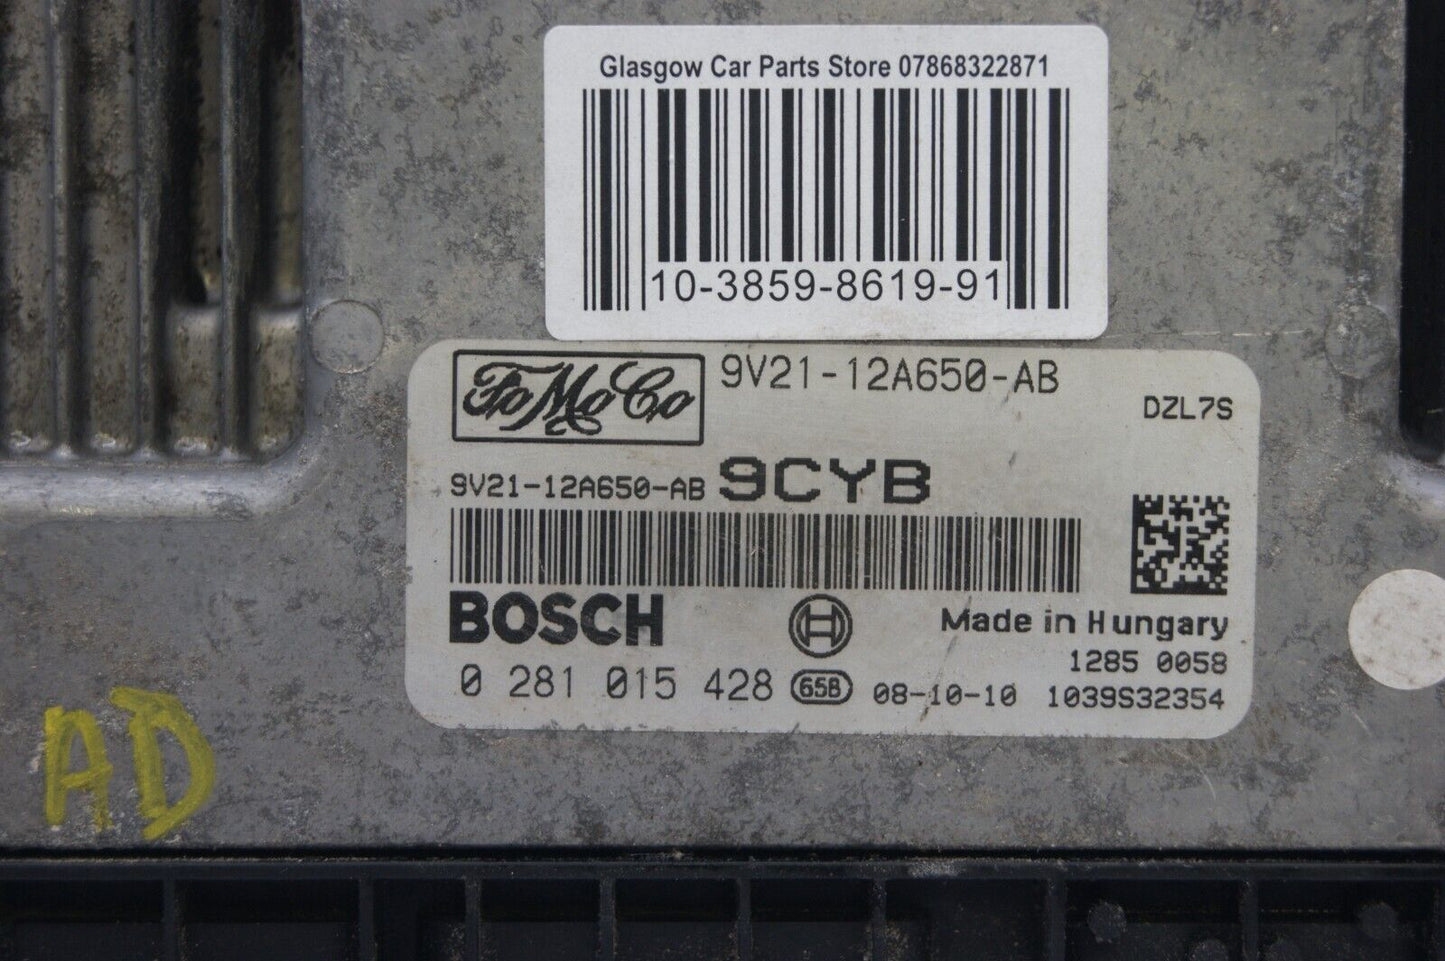 Glasgow Car Parts Store 07868322871
10-3859-8619-91
FoMoCo
9V21-12A650-AB
DZL7S
9V21-12A650-AB 9CYB
BOSCH
Made in Hungary
1285 0058
0 281 015 428 65B 08-10-10 1039S32354
AD